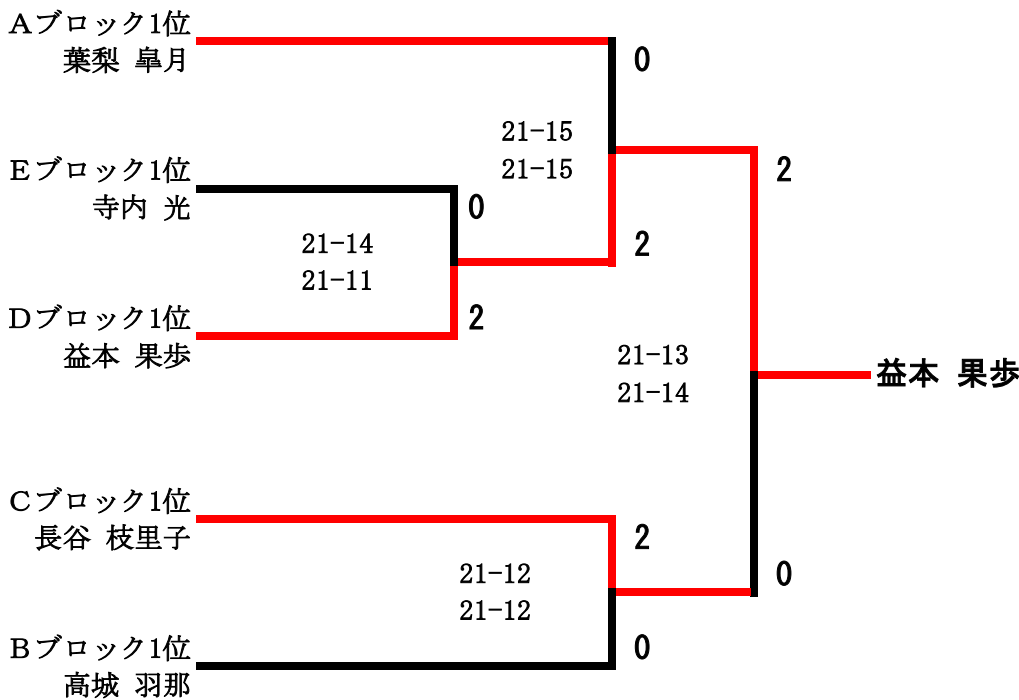 Aブロック1位
葉梨 皐月
0
21-15
21-15
2
Eブロック1位
寺内 光
0
21-14
21-11
2
Dブロック1位
益本 果歩
2
21-13
21-14
益本 果歩
Cブロック1位
長谷 枝里子
2
21-12
21-12
0
Bブロック1位
高城 羽那
0